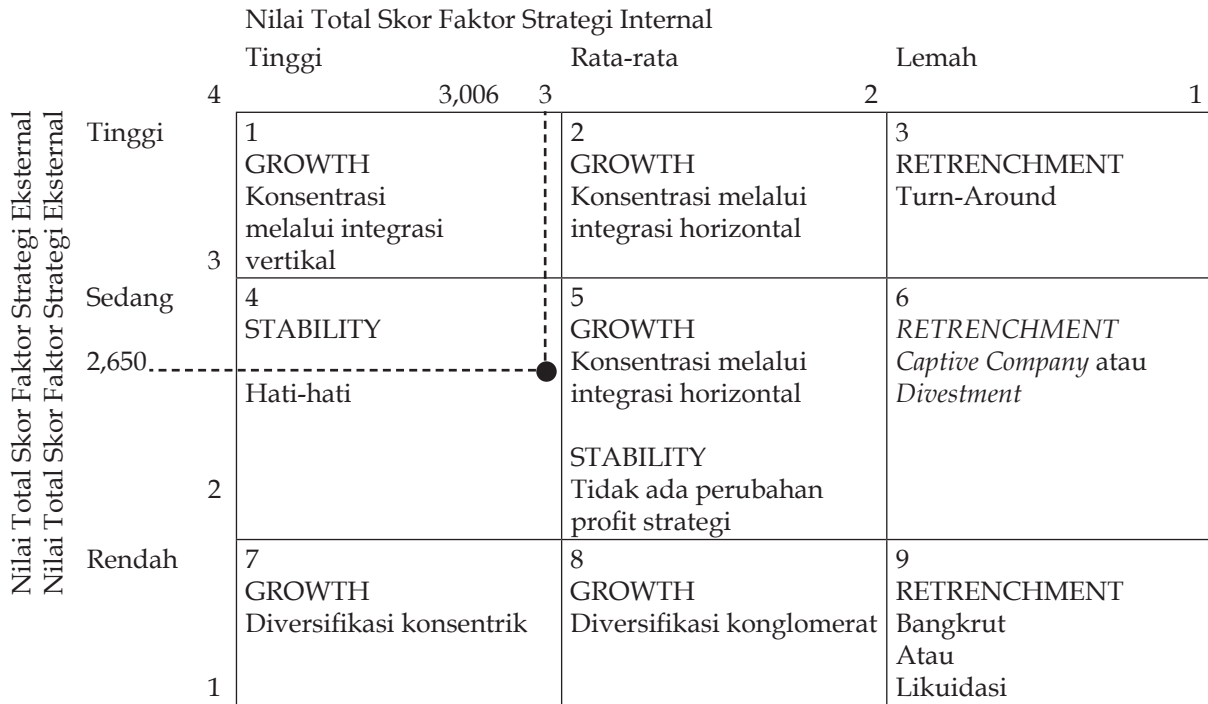 Nilai Total Skor Faktor Strategi Internal
Tinggi Rata-rata Lemah
4 3,006 3 2 1
Nilai Total Skor Faktor Strategi Eksternal
Nilai Total Skor Faktor Strategi Eksternal
Tinggi
3
1
GROWTH
Konsentrasi
melalui integrasi
vertikal
2
GROWTH
Konsentrasi melalui
integrasi horizontal
3
RETRENCHMENT
Turn-Around
Sedang
2,650
2
4
STABILITY
Hati-hati
5
GROWTH
Konsentrasi melalui
integrasi horizontal
STABILITY
Tidak ada perubahan
profit strategi
6
RETRENCHMENT
Captive Company atau
Divestment
Rendah
1
7
GROWTH
Diversifikasi konsentrik
8
GROWTH
Diversifikasi konglomerat
9
RETRENCHMENT
Bangkrut
Atau
Likuidasi